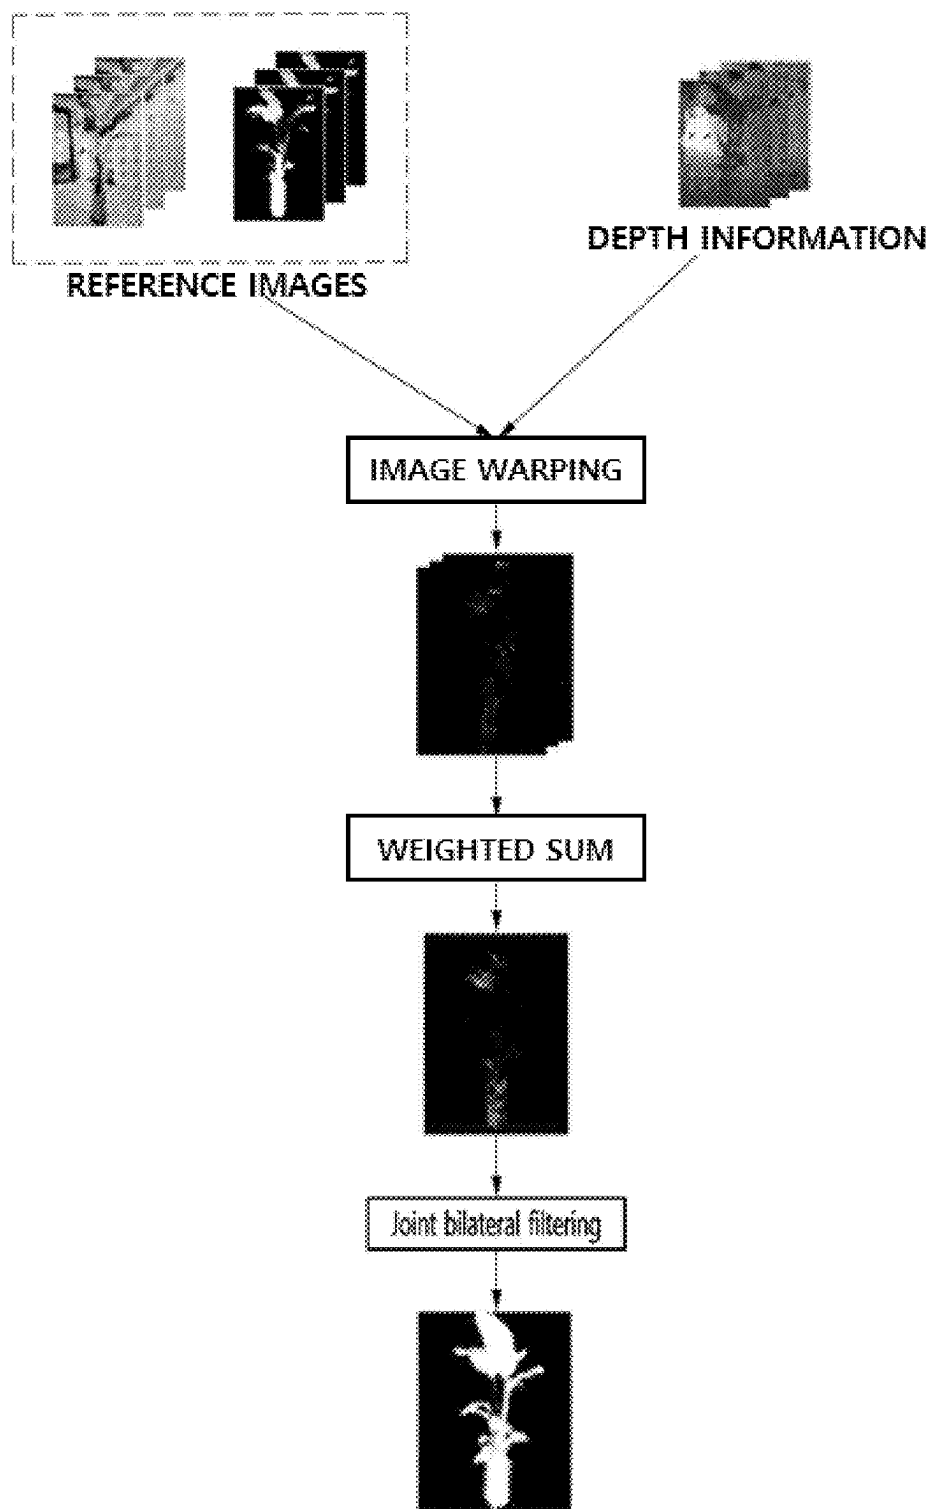 REFERENCE IMAGES
DEPTH INFORMATION
IMAGE WARPING
WEIGHTED SUM
Joint bilateral filtering